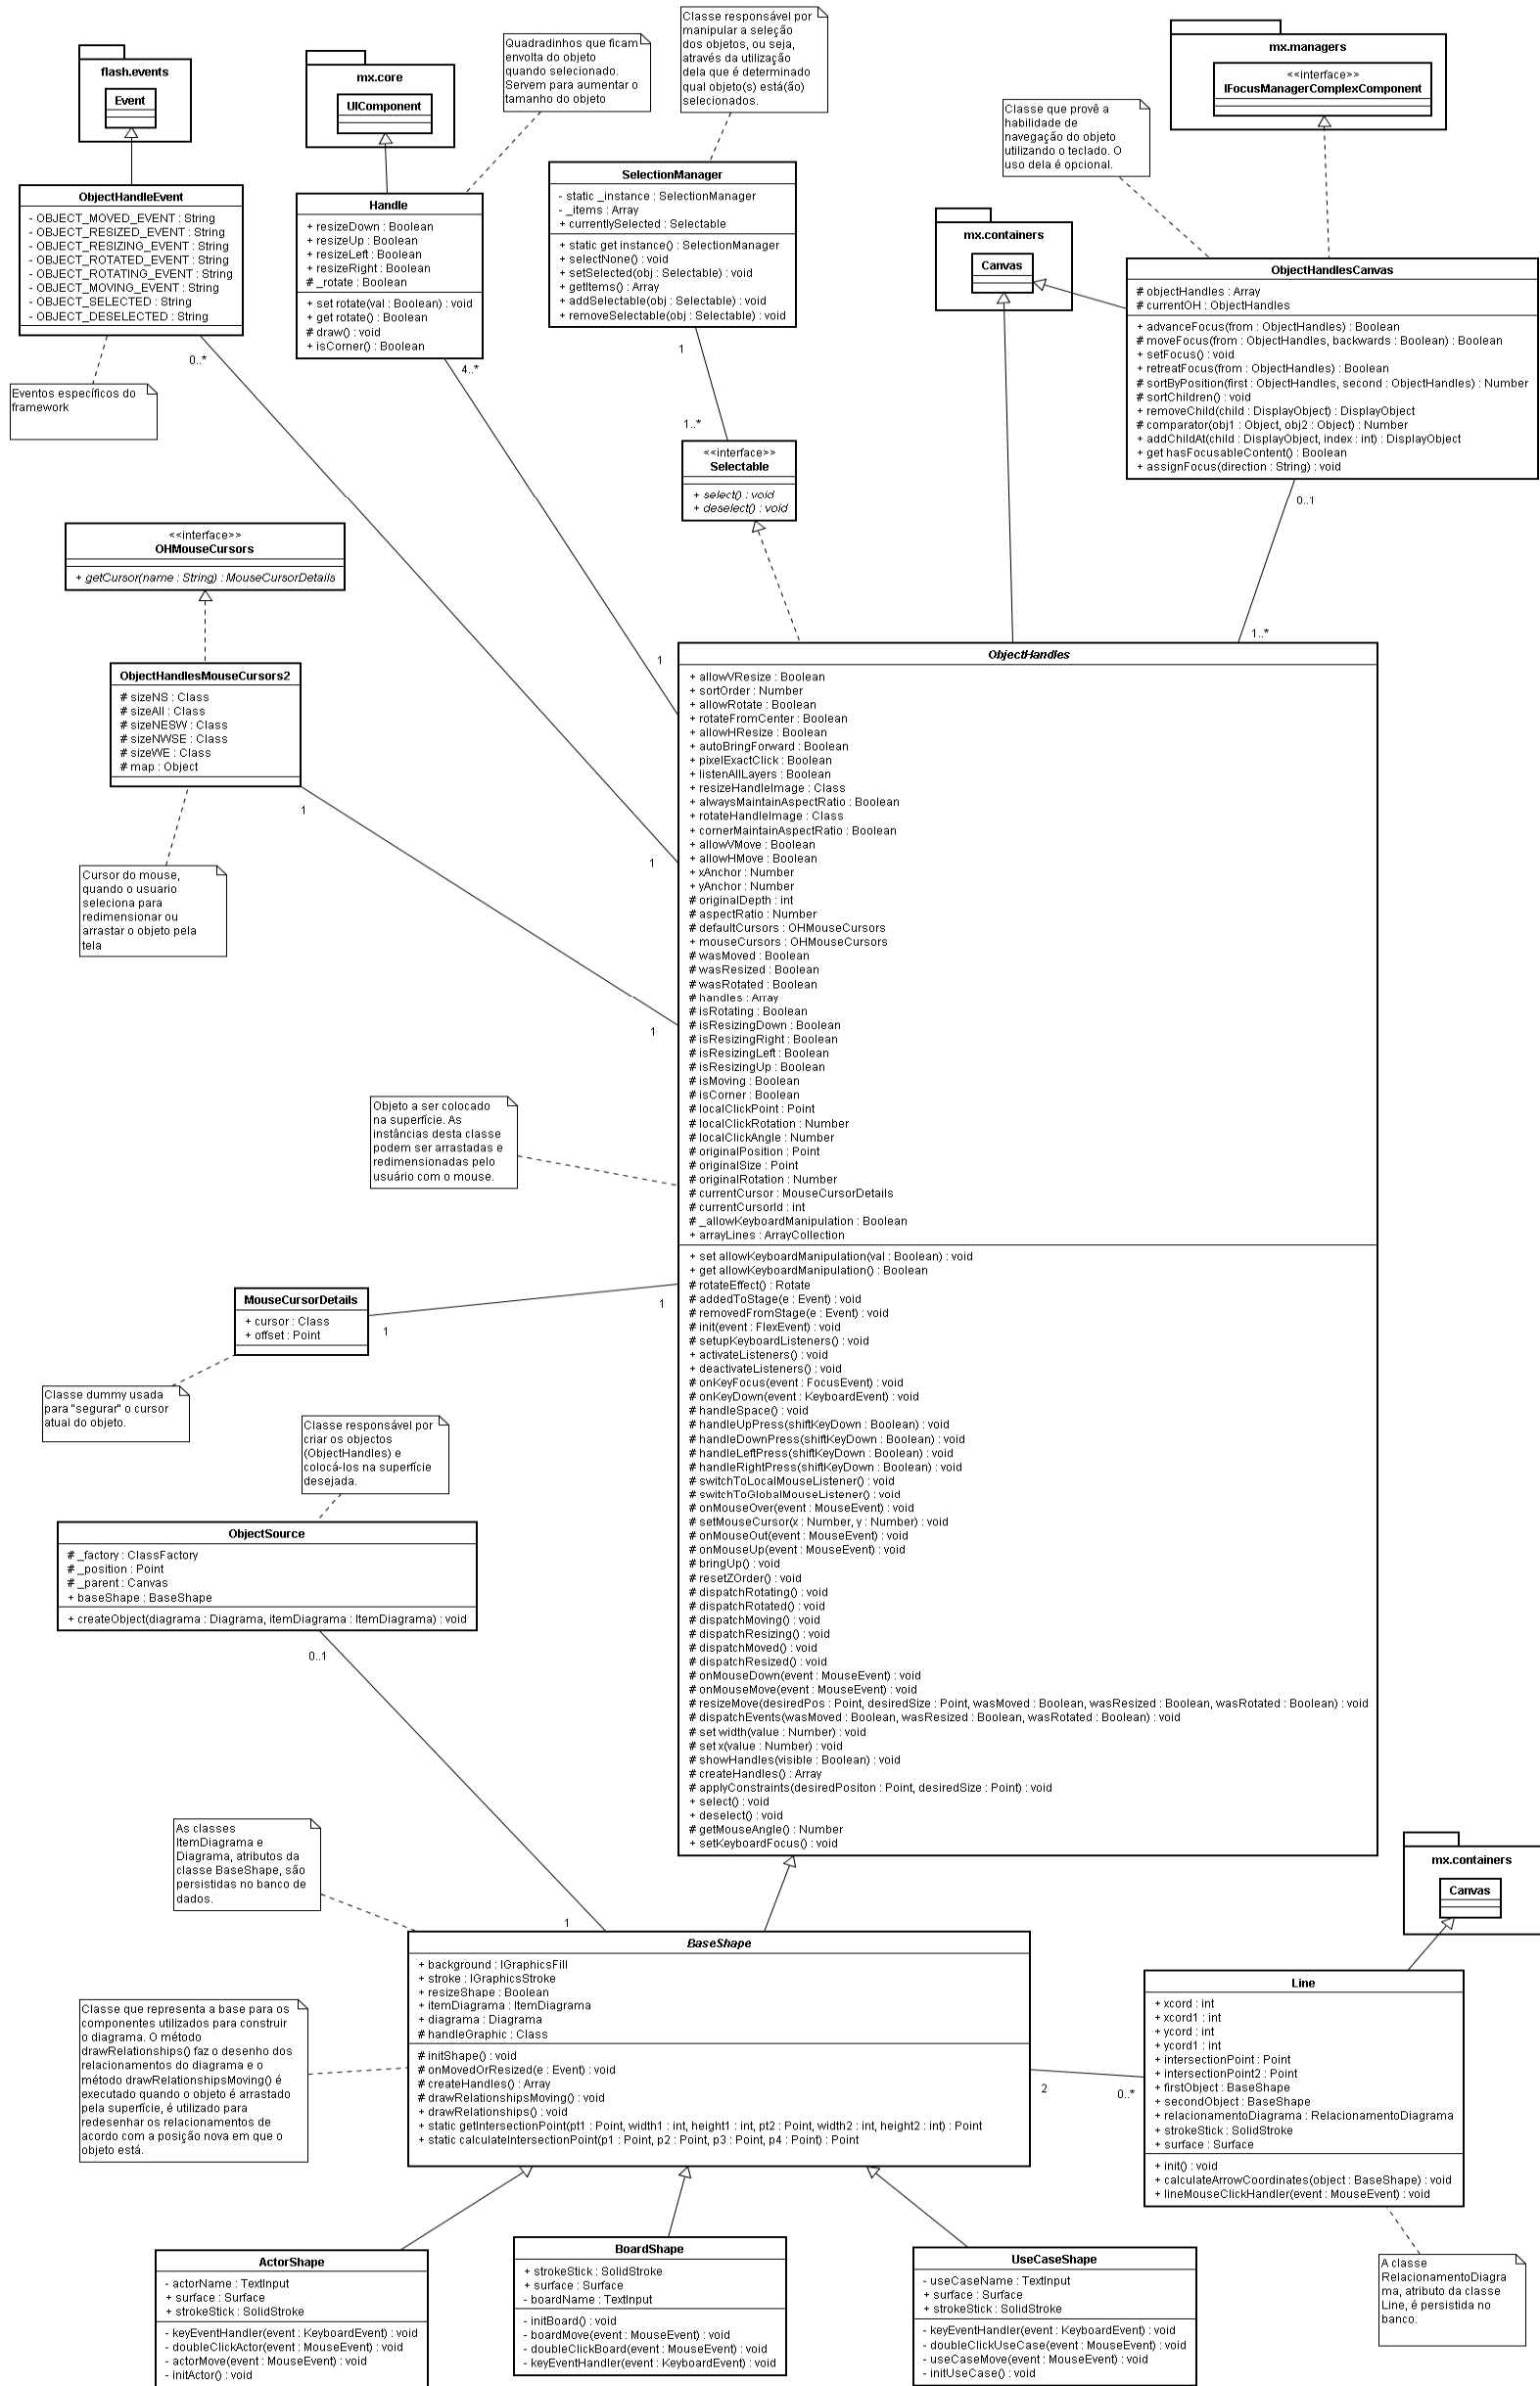 flash.events
Event
ObjectHandleEvent
- OBJECT_MOVED_EVENT : String
- OBJECT_RESIZED_EVENT : String
- OBJECT_RESIZING_EVENT : String
- OBJECT_ROTATED_EVENT : String
- OBJECT_ROTATING_EVENT : String
- OBJECT_MOVING_EVENT : String
- OBJECT_SELECTED : String
- OBJECT_DESELECTED : String
0..*
Eventos específicos do
framework
mx.core
UIComponent
Quadradinhos que ficam
envolta do objeto
quando selecionado.
Servem para aumentar o
tamanho do objeto
Handle
+ resizeDown : Boolean
+ resizeUp : Boolean
+ resizeLeft : Boolean
+ resizeRight : Boolean
# _rotate : Boolean
+ set rotate(val : Boolean) : void
+ get rotate() : Boolean
# draw() : void
+ isCorner() : Boolean
4..*
Classe responsável por
manipular a seleção
dos objetos, ou seja,
através da utilização
dela que é determinado
qual objeto(s) está(ão)
selecionados.
SelectionManager
- static _instance : SelectionManager
- _items : Array
+ currentlySelected : Selectable
+ static get instance() : SelectionManager
+ selectNone() : void
+ setSelected(obj : Selectable) : void
+ getItems() : Array
+ addSelectable(obj : Selectable) : void
+ removeSelectable(obj : Selectable) : void
1
1..*
<<interface>>
Selectable
+ select() : void
+ deselect() : void
mx.managers
<<interface>>
IFocusManagerComplexComponent
Classe que provê a
habilidade de
navegação do objeto
utilizando o teclado. O
uso dela é opcional.
mx.containers
Canvas
ObjectHandlesCanvas
# objectHandles : Array
# currentOH : ObjectHandles
+ advanceFocus(from : ObjectHandles) : Boolean
# moveFocus(from : ObjectHandles, backwards : Boolean) : Boolean
+ setFocus() : void
+ retreatFocus(from : ObjectHandles) : Boolean
# sortByPosition(first : ObjectHandles, second : ObjectHandles) : Number
# sortChildren() : void
+ removeChild(child : DisplayObject) : DisplayObject
# comparator(obj1 : Object, obj2 : Object) : Number
+ addChildAt(child : DisplayObject, index : int) : DisplayObject
+ get hasFocusableContent() : Boolean
+ assignFocus(direction : String) : void
0..1
1..*
<<interface>>
OHMouseCursors
+ getCursor(name : String) : MouseCursorDetails
ObjectHandlesMouseCursors2
# sizeNS : Class
# sizeAll : Class
# sizeNESW : Class
# sizeNWSE : Class
# sizeWE : Class
# map : Object
1
Cursor do mouse,
quando o usuario
seleciona para
redimensionar ou
arrastar o objeto pela
tela
1
1
1
ObjectHandles
+ allowVResize : Boolean
+ sortOrder : Number
+ allowRotate : Boolean
+ rotateFromCenter : Boolean
+ allowHResize : Boolean
+ autoBringForward : Boolean
+ pixelExactClick : Boolean
+ listenAllLayers : Boolean
+ resizeHandleImage : Class
+ alwaysMaintainAspectRatio : Boolean
+ rotateHandleImage : Class
+ cornerMaintainAspectRatio : Boolean
+ allowVMove : Boolean
+ allowHMove : Boolean
+ xAnchor : Number
+ yAnchor : Number
# originalDepth : int
# aspectRatio : Number
# defaultCursors : OHMouseCursors
+ mouseCursors : OHMouseCursors
# wasMoved : Boolean
# wasResized : Boolean
# wasRotated : Boolean
# handles : Array
# isRotating : Boolean
# isResizingDown : Boolean
# isResizingRight : Boolean
# isResizingLeft : Boolean
# isResizingUp : Boolean
# isMoving : Boolean
# isCorner : Boolean
# localClickPoint : Point
# localClickRotation : Number
# localClickAngle : Number
# originalPosition : Point
# originalSize : Point
# originalRotation : Number
# currentCursor : MouseCursorDetails
# currentCursorId : int
# _allowKeyboardManipulation : Boolean
+ arrayLines : ArrayCollection
+ set allowKeyboardManipulation(val : Boolean) : void
+ get allowKeyboardManipulation() : Boolean
# rotateEffect() : Rotate
# addedToStage(e : Event) : void
# removedFromStage(e : Event) : void
# init(event : FlexEvent) : void
# setupKeyboardListeners() : void
+ activateListeners() : void
+ deactivateListeners() : void
# onKeyFocus(event : FocusEvent) : void
# onKeyDown(event : KeyboardEvent) : void
# handleSpace() : void
# handleUpPress(shiftKeyDown : Boolean) : void
# handleDownPress(shiftKeyDown : Boolean) : void
# handleLeftPress(shiftKeyDown : Boolean) : void
# handleRightPress(shiftKeyDown : Boolean) : void
# switchToLocalMouseListener() : void
# switchToGlobalMouseListener() : void
# onMouseOver(event : MouseEvent) : void
# setMouseCursor(x : Number, y : Number) : void
# onMouseOut(event : MouseEvent) : void
# onMouseUp(event : MouseEvent) : void
# bringUp() : void
# resetZOrder() : void
# dispatchRotating() : void
# dispatchRotated() : void
# dispatchMoving() : void
# dispatchResizing() : void
# dispatchMoved() : void
# dispatchResized() : void
# onMouseDown(event : MouseEvent) : void
# onMouseMove(event : MouseEvent) : void
# resizeMove(desiredPos : Point, desiredSize : Point, wasMoved : Boolean, wasResized : Boolean, wasRotated : Boolean) : void
# dispatchEvents(wasMoved : Boolean, wasResized : Boolean, wasRotated : Boolean) : void
# set width(value : Number) : void
# set x(value : Number) : void
# showHandles(visible : Boolean) : void
# createHandles() : Array
# applyConstraints(desiredPositon : Point, desiredSize : Point) : void
+ select() : void
+ deselect() : void
# getMouseAngle() : Number
+ setKeyboardFocus() : void
Objeto a ser colocado
na superfície. As
instâncias desta classe
podem ser arrastadas e
redimensionadas pelo
usuário com o mouse.
MouseCursorDetails
+ cursor : Class
+ offset : Point
1
1
Classe dummy usada
para "segurar" o cursor
atual do objeto.
Classe responsável por
criar os objectos
(ObjectHandles) e
colocá-los na superfície
desejada.
ObjectSource
# _factory : ClassFactory
# _position : Point
# _parent : Canvas
+ baseShape : BaseShape
+ createObject(diagrama : Diagrama, itemDiagrama : ItemDiagrama) : void
0..1
1
As classes
ItemDiagrama e
Diagrama, atributos da
classe BaseShape, são
persistidas no banco de
dados.
BaseShape
+ background : IGraphicsFill
+ stroke : IGraphicsStroke
+ resizeShape : Boolean
+ itemDiagrama : ItemDiagrama
+ diagrama : Diagrama
# handleGraphic : Class
# initShape() : void
# onMovedOrResized(e : Event) : void
# createHandles() : Array
# drawRelationshipsMoving() : void
+ drawRelationships() : void
+ static getIntersectionPoint(pt1 : Point, width1 : int, height1 : int, pt2 : Point, width2 : int, height2 : int) : Point
+ static calculateIntersectionPoint(p1 : Point, p2 : Point, p3 : Point, p4 : Point) : Point
Classe que representa a base para os
componentes utilizados para construir
o diagrama. O método
drawRelationships() faz o desenho dos
relacionamentos do diagrama e o
método drawRelationshipsMoving() é
executado quando o objeto é arrastado
pela superfície, é utilizado para
redesenhar os relacionamentos de
acordo com a posição nova em que o
objeto está.
2
0..*
mx.containers
Canvas
Line
+ xcord : int
+ xcord1 : int
+ ycord : int
+ ycord1 : int
+ intersectionPoint : Point
+ intersectionPoint2 : Point
+ firstObject : BaseShape
+ secondObject : BaseShape
+ relacionamentoDiagrama : RelacionamentoDiagrama
+ strokeStick : SolidStroke
+ surface : Surface
+ init() : void
+ calculateArrowCoordinates(object : BaseShape) : void
+ lineMouseClickHandler(event : MouseEvent) : void
A classe
RelacionamentoDiagra
ma, atributo da classe
Line, é persistida no
banco.
ActorShape
- actorName : TextInput
+ surface : Surface
+ strokeStick : SolidStroke
- keyEventHandler(event : KeyboardEvent) : void
- doubleClickActor(event : MouseEvent) : void
- actorMove(event : MouseEvent) : void
- initActor() : void
BoardShape
+ strokeStick : SolidStroke
+ surface : Surface
- boardName : TextInput
- initBoard() : void
- boardMove(event : MouseEvent) : void
- doubleClickBoard(event : MouseEvent) : void
- keyEventHandler(event : KeyboardEvent) : void
UseCaseShape
- useCaseName : TextInput
+ surface : Surface
+ strokeStick : SolidStroke
- keyEventHandler(event : KeyboardEvent) : void
- doubleClickUseCase(event : MouseEvent) : void
- useCaseMove(event : MouseEvent) : void
- initUseCase() : void